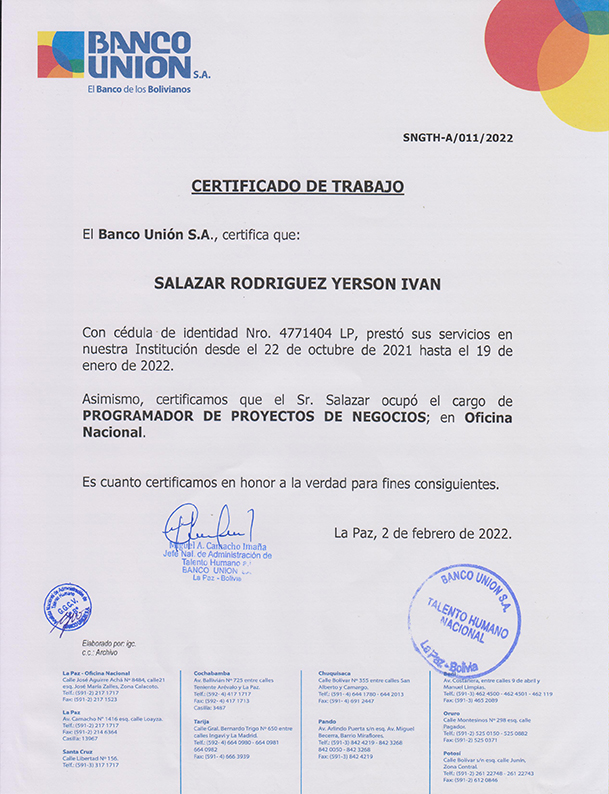 BANCO
UNION S.A.
El Banco de los Bolivianos
SNGTH-A/011/2022
CERTIFICADO DE TRABAJO
El Banco Unión S.A., certifica que:
SALAZAR RODRIGUEZ YERSON IVAN
Con cédula de identidad Nro. 4771404 LP, prestó sus servicios en
nuestra Institución desde el 22 de octubre de 2021 hasta el 19 de
enero de 2022.
Asimismo, certificamos que el Sr. Salazar ocupó el cargo de
PROGRAMADOR DE PROYECTOS DE NEGOCIOS; en Oficina
Nacional.
Es cuanto certificamos en honor a la verdad para fines consiguientes.
La Paz, 2 de febrero de 2022.
Miguel A. Camacho Imaña
Jefe Nal. de Administración de
Talento Humano
BANCO UNION
La Paz - Bolivia
BANCO UNION S.A.
TALENTO HUMANO
NACIONAL
La Paz - Bolivia
Nacional de Administración de
Talento Humano
G.G.C.V.
Elaborado por: igc.
c.c.: Archivo
La Paz - Oficina Nacional
Calle José Aguirre Achá Nº 8484, calle21
esq. José María Zalles, Zona Calacoto.
Telf.: (591-2) 217 1717
Fax: (591-2) 217 1523
La Paz
Av. Camacho Nº 1416 esq. calle Loayza.
Telf.: (591-2) 217 1717
Fax: (591-2) 214 6364
Casilla: 13967
Santa Cruz
Calle Libertad Nº 156.
Telf.: (591-3) 317 1717
Cochabamba
Av. Ballivián Nº 725 entre calles
Teniente Arévalo y La Paz.
Telf.: (592- 4) 417 1717
Fax: (592- 4) 417 1713
Casilla: 3487
Tarija
Calle Gral. Bernardo Trigo Nº 650 entre
calles Ingavi y La Madrid.
Telf.: (592- 4) 664 0980 - 664 0981
664 0982
Fax: (591- 4) 666 3939
Chuquisaca
Calle Bolívar Nº 355 entre calles San
Alberto y Camargo.
Telf.: (591- 4) 644 1780 - 644 2013
Fax: (591- 4) 691 2447
Pando
Av. Arlindo Puerta s/n esq. Av. Miguel
Becerra, Barrio Miraflores.
Telf.: (591-3) 842 4219 - 842 3268
842 0050 - 842 3268
Fax: (591-3) 842 4219
Av. Costanera, entre calles 9 de abril y
Manuel Limpias.
Telf.: (591-3) 462 4500 - 462 4501 - 462 119
Fax: (591-3) 465 2089
Oruro
Calle Montesinos Nº 298 esq. calle
Pagador.
Telf.: (591-2) 525 0150 - 525 0882
Fax: (591-2) 525 0371
Potosí
Calle Bolívar s/n esq. calle Junín,
Zona Central.
Telf.: (591-2) 261 22748 - 261 22743
Fax: (591-2) 612 0846